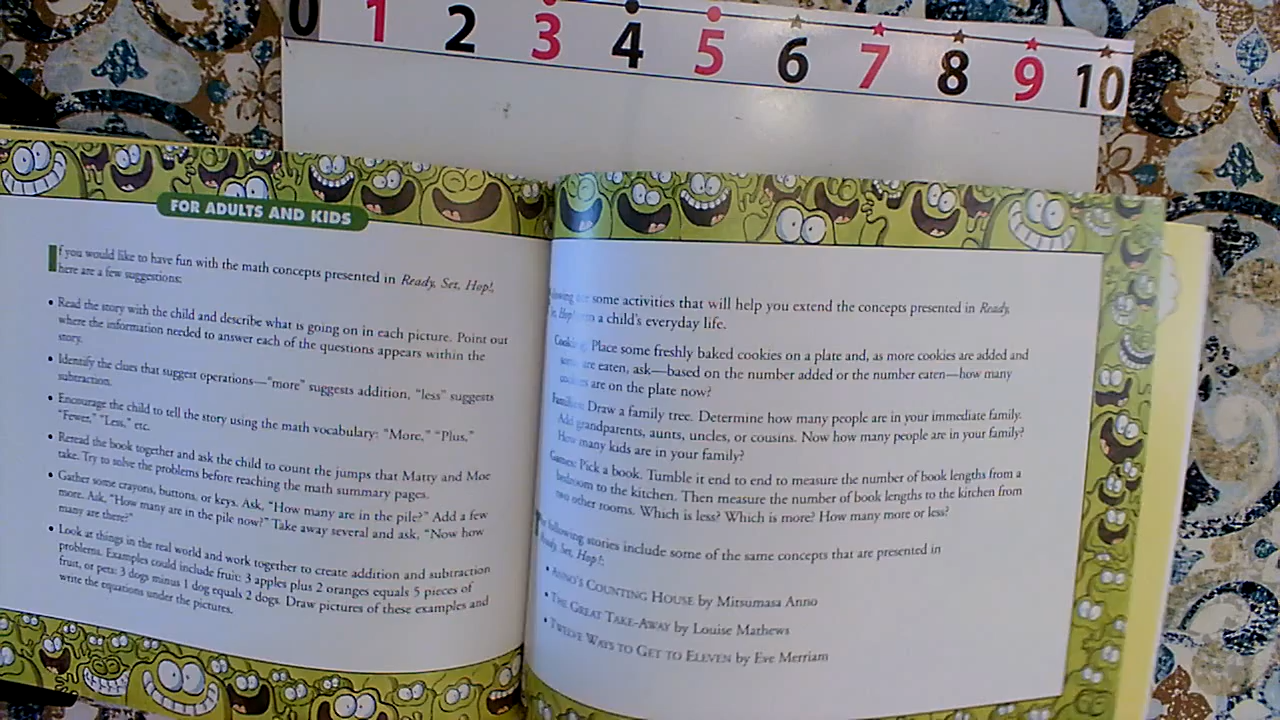 0 1 2 3 4 5 6 7 8 9 10
FOR ADULTS AND KIDS
If you would like to have fun with the math concepts presented in Ready, Set, Hop!,
here are a few suggestions:
• Read the story with the child and describe what is going on in each picture. Point out
where the information needed to answer each of the questions appears within the
story.
• Identify the clues that suggest operations—"more" suggests addition, "less" suggests
subtraction.
• Encourage the child to tell the story using the math vocabulary: "More," "Plus,"
"Fewer," "Less," etc.
• Reread the book together and ask the child to count the jumps that Matty and Moe
take. Try to solve the problems before reaching the math summary pages.
• Gather some crayons, buttons, or keys. Ask, "How many are in the pile?" Add a few
more. Ask, "How many are in the pile now?" Take away several and ask, "Now how
many are there?"
• Look at things in the real world and work together to create addition and subtraction
problems. Examples could include fruit: 3 apples plus 2 oranges equals 5 pieces of
fruit, or pets: 3 dogs minus 1 dog equals 2 dogs. Draw pictures of these examples and
write the equations under the pictures.
some activities that will help you extend the concepts presented in Ready,
Hop! a child's everyday life.
Place some freshly baked cookies on a plate and, as more cookies are added and
are eaten, ask—based on the number added or the number eaten—how many
are on the plate now?
Draw a family tree. Determine how many people are in your immediate family.
Add grandparents, aunts, uncles, or cousins. Now how many people are in your family?
How many kids are in your family?
Games: Pick a book. Tumble it end to end to measure the number of book lengths from a
bedroom to the kitchen. Then measure the number of book lengths to the kitchen from
two other rooms. Which is less? Which is more? How many more or less?
following stories include some of the same concepts that are presented in
Ready, Set, Hop!:
• ANNO'S COUNTING HOUSE by Mitsumasa Anno
• THE GREAT TAKE-AWAY by Louise Mathews
• TWELVE WAYS TO GET TO ELEVEN by Eve Merriam